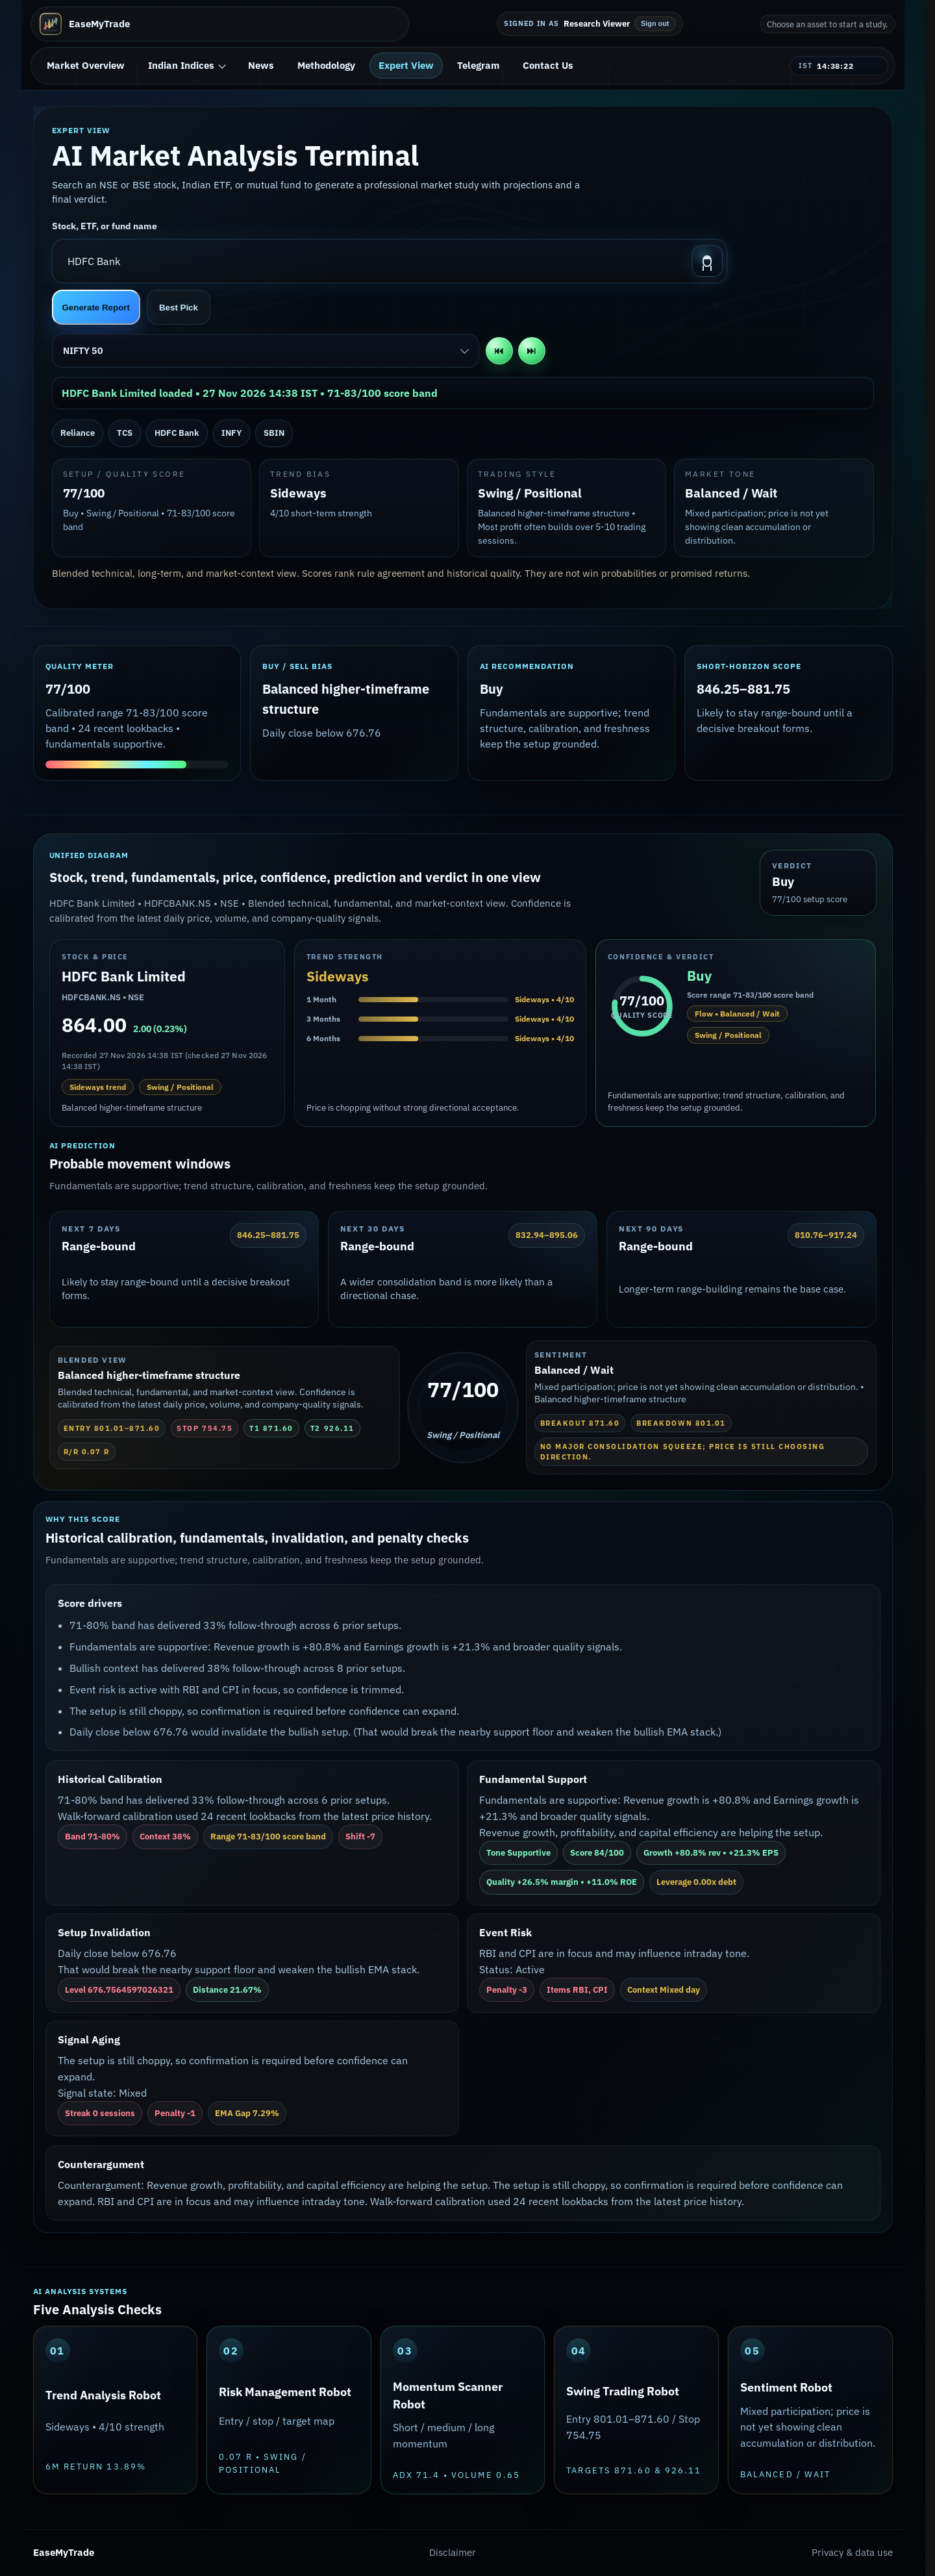 EaseMyTrade
SIGNED IN AS Research Viewer Sign out
Choose an asset to start a study.
Market Overview Indian Indices News Methodology Expert View Telegram Contact Us
IST 14:38:22
EXPERT VIEW
AI Market Analysis Terminal
Search an NSE or BSE stock, Indian ETF, or mutual fund to generate a professional market study with projections and a
final verdict.
Stock, ETF, or fund name
HDFC Bank
Generate Report Best Pick
NIFTY 50
HDFC Bank Limited loaded • 27 Nov 2026 14:38 IST • 71-83/100 score band
Reliance TCS HDFC Bank INFY SBIN
SETUP / QUALITY SCORE
77/100
Buy • Swing / Positional • 71-83/100 score
band
TREND BIAS
Sideways
4/10 short-term strength
TRADING STYLE
Swing / Positional
Balanced higher-timeframe structure •
Most profit often builds over 5-10 trading
sessions.
MARKET TONE
Balanced / Wait
Mixed participation; price is not yet
showing clean accumulation or
distribution.
Blended technical, long-term, and market-context view. Scores rank rule agreement and historical quality. They are not win probabilities or promised returns.
QUALITY METER
77/100
Calibrated range 71-83/100 score
band • 24 recent lookbacks •
fundamentals supportive.
BUY / SELL BIAS
Balanced higher-timeframe
structure
Daily close below 676.76
AI RECOMMENDATION
Buy
Fundamentals are supportive; trend
structure, calibration, and freshness
keep the setup grounded.
SHORT-HORIZON SCOPE
846.25–881.75
Likely to stay range-bound until a
decisive breakout forms.
UNIFIED DIAGRAM
Stock, trend, fundamentals, price, confidence, prediction and verdict in one view
HDFC Bank Limited • HDFCBANK.NS • NSE • Blended technical, fundamental, and market-context view. Confidence is
calibrated from the latest daily price, volume, and company-quality signals.
VERDICT
Buy
77/100 setup score
STOCK & PRICE
HDFC Bank Limited
HDFCBANK.NS • NSE
864.00 2.00 (0.23%)
Recorded 27 Nov 2026 14:38 IST (checked 27 Nov 2026
14:38 IST)
Sideways trend Swing / Positional
Balanced higher-timeframe structure
TREND STRENGTH
Sideways
1 Month Sideways • 4/10
3 Months Sideways • 4/10
6 Months Sideways • 4/10
Price is chopping without strong directional acceptance.
CONFIDENCE & VERDICT
77/100
QUALITY SCORE
Buy
Score range 71-83/100 score band
Flow • Balanced / Wait
Swing / Positional
Fundamentals are supportive; trend structure, calibration, and
freshness keep the setup grounded.
AI PREDICTION
Probable movement windows
Fundamentals are supportive; trend structure, calibration, and freshness keep the setup grounded.
NEXT 7 DAYS
Range-bound
846.25–881.75
Likely to stay range-bound until a decisive breakout
forms.
NEXT 30 DAYS
Range-bound
832.94–895.06
A wider consolidation band is more likely than a
directional chase.
NEXT 90 DAYS
Range-bound
810.76–917.24
Longer-term range-building remains the base case.
BLENDED VIEW
Balanced higher-timeframe structure
Blended technical, fundamental, and market-context view. Confidence is
calibrated from the latest daily price, volume, and company-quality signals.
ENTRY 801.01–871.60 STOP 754.75 T1 871.60 T2 926.11
R/R 0.07 R
77/100
Swing / Positional
SENTIMENT
Balanced / Wait
Mixed participation; price is not yet showing clean accumulation or distribution. •
Balanced higher-timeframe structure
BREAKOUT 871.60 BREAKDOWN 801.01
NO MAJOR CONSOLIDATION SQUEEZE; PRICE IS STILL CHOOSING
DIRECTION.
WHY THIS SCORE
Historical calibration, fundamentals, invalidation, and penalty checks
Fundamentals are supportive; trend structure, calibration, and freshness keep the setup grounded.
Score drivers
• 71-80% band has delivered 33% follow-through across 6 prior setups.
• Fundamentals are supportive: Revenue growth is +80.8% and Earnings growth is +21.3% and broader quality signals.
• Bullish context has delivered 38% follow-through across 8 prior setups.
• Event risk is active with RBI and CPI in focus, so confidence is trimmed.
• The setup is still choppy, so confirmation is required before confidence can expand.
• Daily close below 676.76 would invalidate the bullish setup. (That would break the nearby support floor and weaken the bullish EMA stack.)
Historical Calibration
71-80% band has delivered 33% follow-through across 6 prior setups.
Walk-forward calibration used 24 recent lookbacks from the latest price history.
Band 71-80% Context 38% Range 71-83/100 score band Shift -7
Fundamental Support
Fundamentals are supportive: Revenue growth is +80.8% and Earnings growth is
+21.3% and broader quality signals.
Revenue growth, profitability, and capital efficiency are helping the setup.
Tone Supportive Score 84/100 Growth +80.8% rev • +21.3% EPS
Quality +26.5% margin • +11.0% ROE Leverage 0.00x debt
Setup Invalidation
Daily close below 676.76
That would break the nearby support floor and weaken the bullish EMA stack.
Level 676.7564597026321 Distance 21.67%
Event Risk
RBI and CPI are in focus and may influence intraday tone.
Status: Active
Penalty -3 Items RBI, CPI Context Mixed day
Signal Aging
The setup is still choppy, so confirmation is required before confidence can
expand.
Signal state: Mixed
Streak 0 sessions Penalty -1 EMA Gap 7.29%
Counterargument
Counterargument: Revenue growth, profitability, and capital efficiency are helping the setup. The setup is still choppy, so confirmation is required before confidence can
expand. RBI and CPI are in focus and may influence intraday tone. Walk-forward calibration used 24 recent lookbacks from the latest price history.
AI ANALYSIS SYSTEMS
Five Analysis Checks
01
Trend Analysis Robot
Sideways • 4/10 strength
6M RETURN 13.89%
02
Risk Management Robot
Entry / stop / target map
0.07 R • SWING /
POSITIONAL
03
Momentum Scanner
Robot
Short / medium / long
momentum
ADX 71.4 • VOLUME 0.65
04
Swing Trading Robot
Entry 801.01–871.60 / Stop
754.75
TARGETS 871.60 & 926.11
05
Sentiment Robot
Mixed participation; price is
not yet showing clean
accumulation or distribution.
BALANCED / WAIT
EaseMyTrade
Disclaimer
Privacy & data use